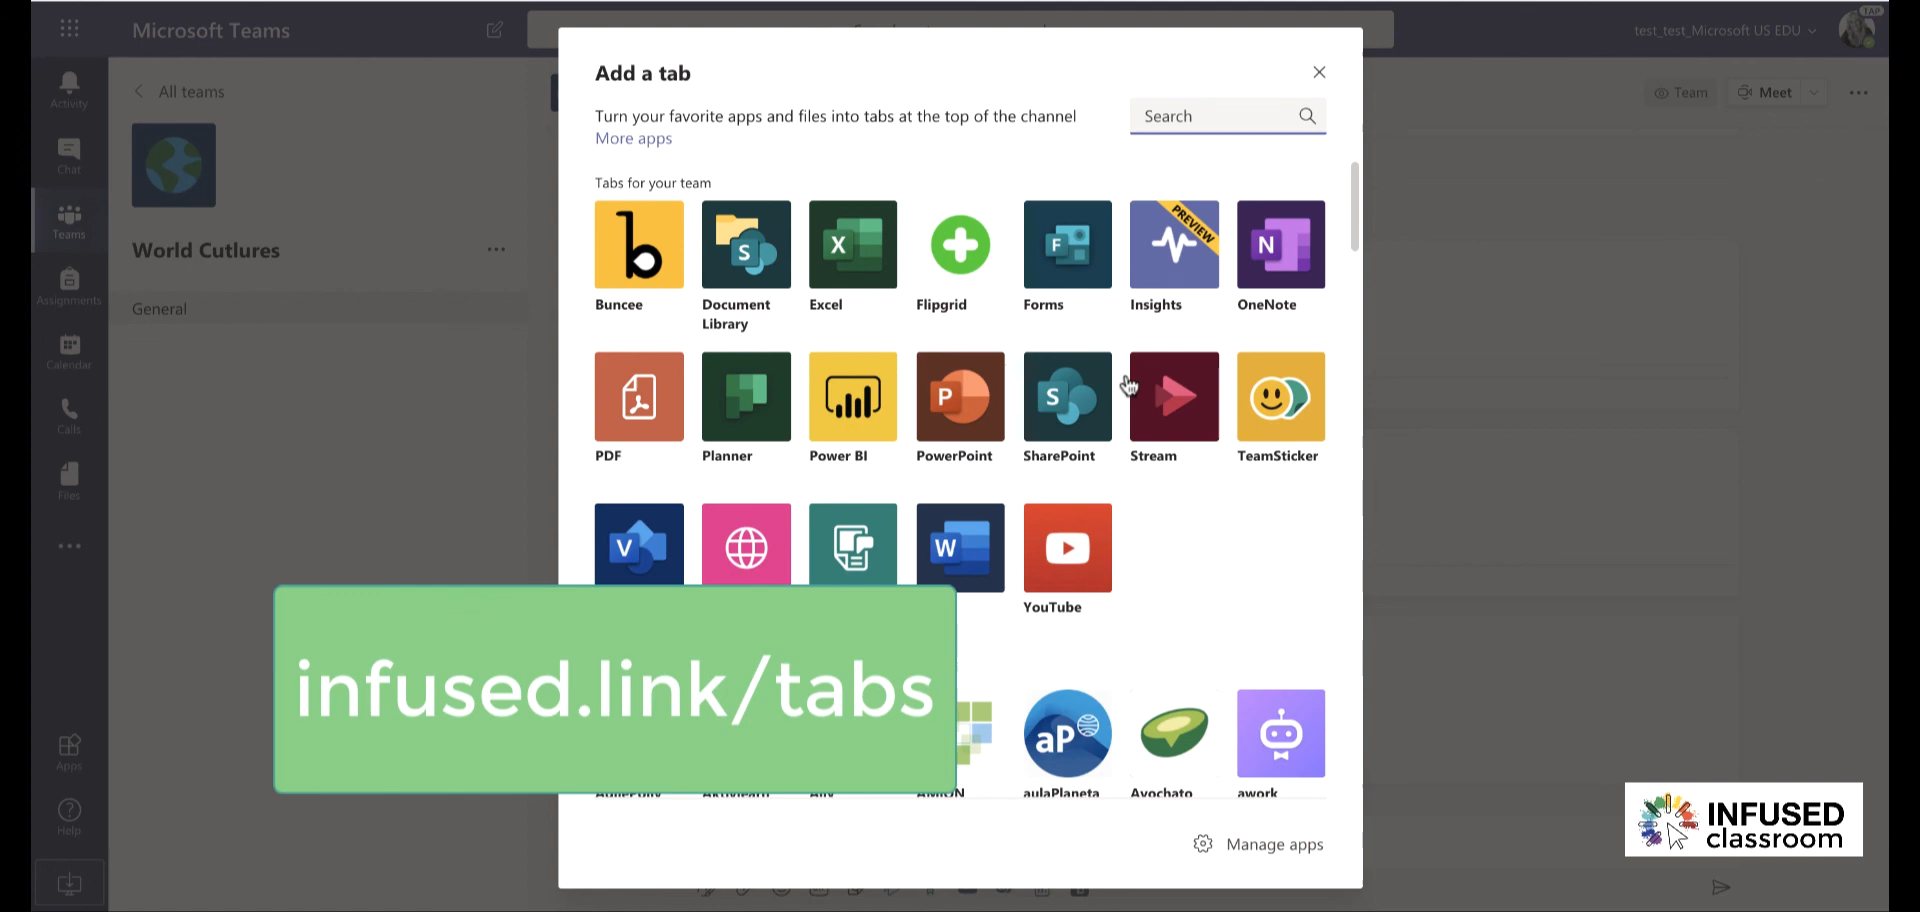 Microsoft Teams
test_test_Microsoft US EDU
TAP
Activity
Chat
Teams
Assignments
Calendar
Calls
Files
Apps
Help
All teams
World Cutlures
General
Team
Meet
Add a tab
Turn your favorite apps and files into tabs at the top of the channel
More apps
Search
Tabs for your team
Buncee
Document
Library
Excel
Flipgrid
Forms
PREVIEW
Insights
OneNote
PDF
Planner
Power BI
PowerPoint
SharePoint
Stream
TeamSticker
YouTube
infused.link/tabs
aP
aulaPlaneta
Avochato
awork
Manage apps
INFUSED
classroom